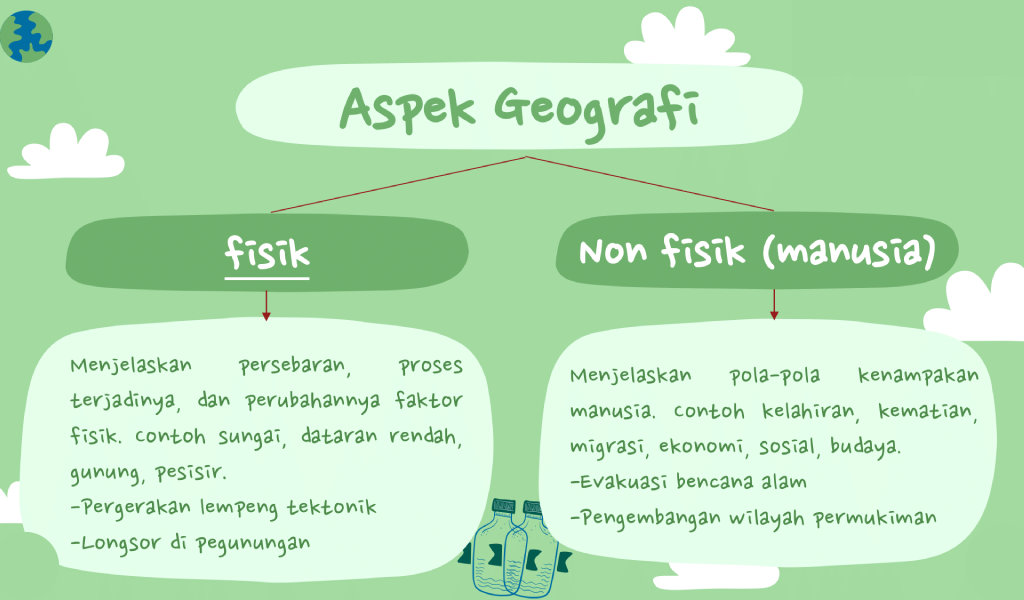 Aspek Geografi
fisik
Non fisik (manusia)
Menjelaskan persebaran, proses
terjadinya, dan perubahannya faktor
fisik. Contoh sungai, dataran rendah,
gunung, pesisir.
-Pergerakan lempeng tektonik
-Longsor di pegunungan
Menjelaskan pola-pola kenampakan
manusia. Contoh kelahiran, kematian,
migrasi, ekonomi, sosial, budaya.
-Evakuasi bencana alam
-Pengembangan wilayah permukiman